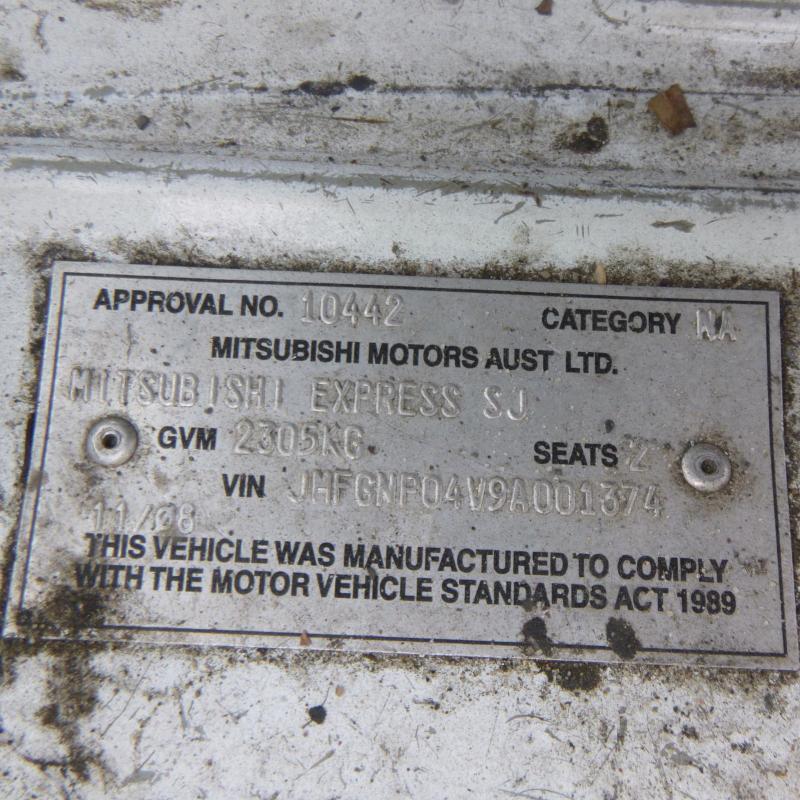 APPROVAL NO. 10442 CATEGORY NA
MITSUBISHI MOTORS AUST LTD.
MITSUBISHI EXPRESS SJ
GVM 2305KG SEATS 2
VIN JMFGNP04V9A001374
11/08
THIS VEHICLE WAS MANUFACTURED TO COMPLY
WITH THE MOTOR VEHICLE STANDARDS ACT 1989